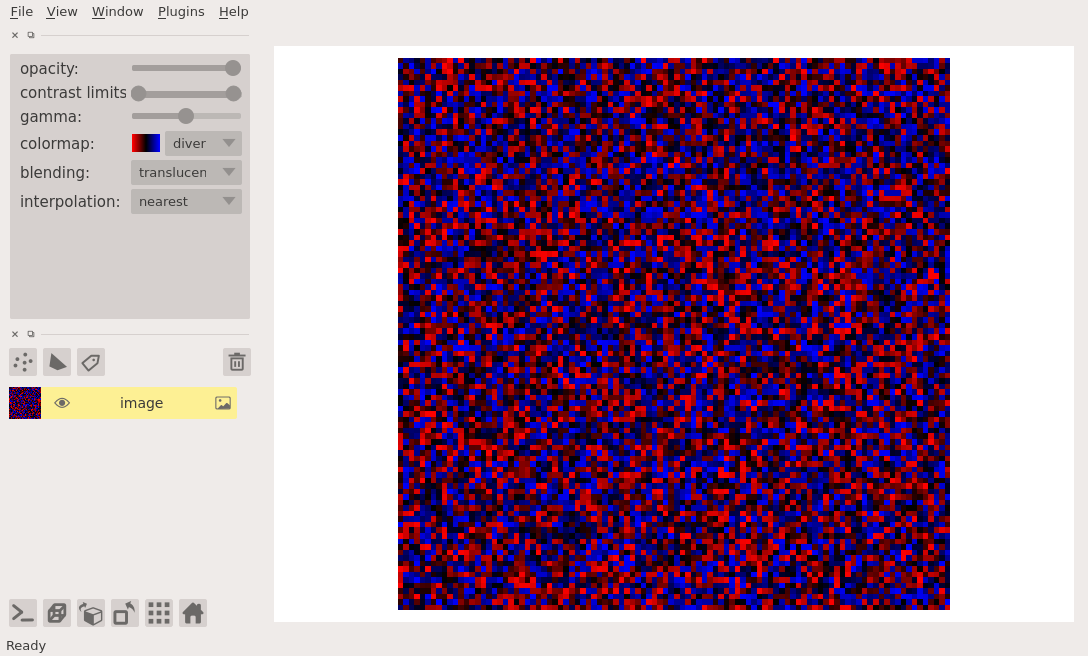 File View Window Plugins Help
opacity:
contrast limits
gamma:
colormap: diver
blending: translucen
interpolation: nearest
image
Ready